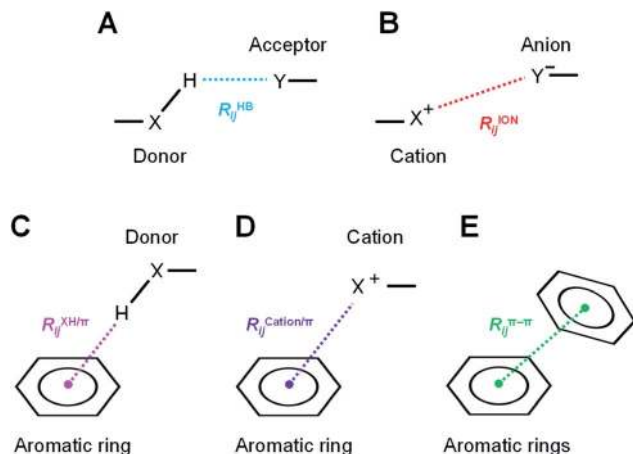 A
B
Acceptor
Anion
H
Y
Y⁻
R_ij^HB
X
X⁺
R_ij^ION
Donor
Cation
C
D
E
Donor
Cation
X
X⁺
H
R_ij^XH/π
R_ij^Cation/π
R_ij^π−π
Aromatic ring
Aromatic ring
Aromatic rings